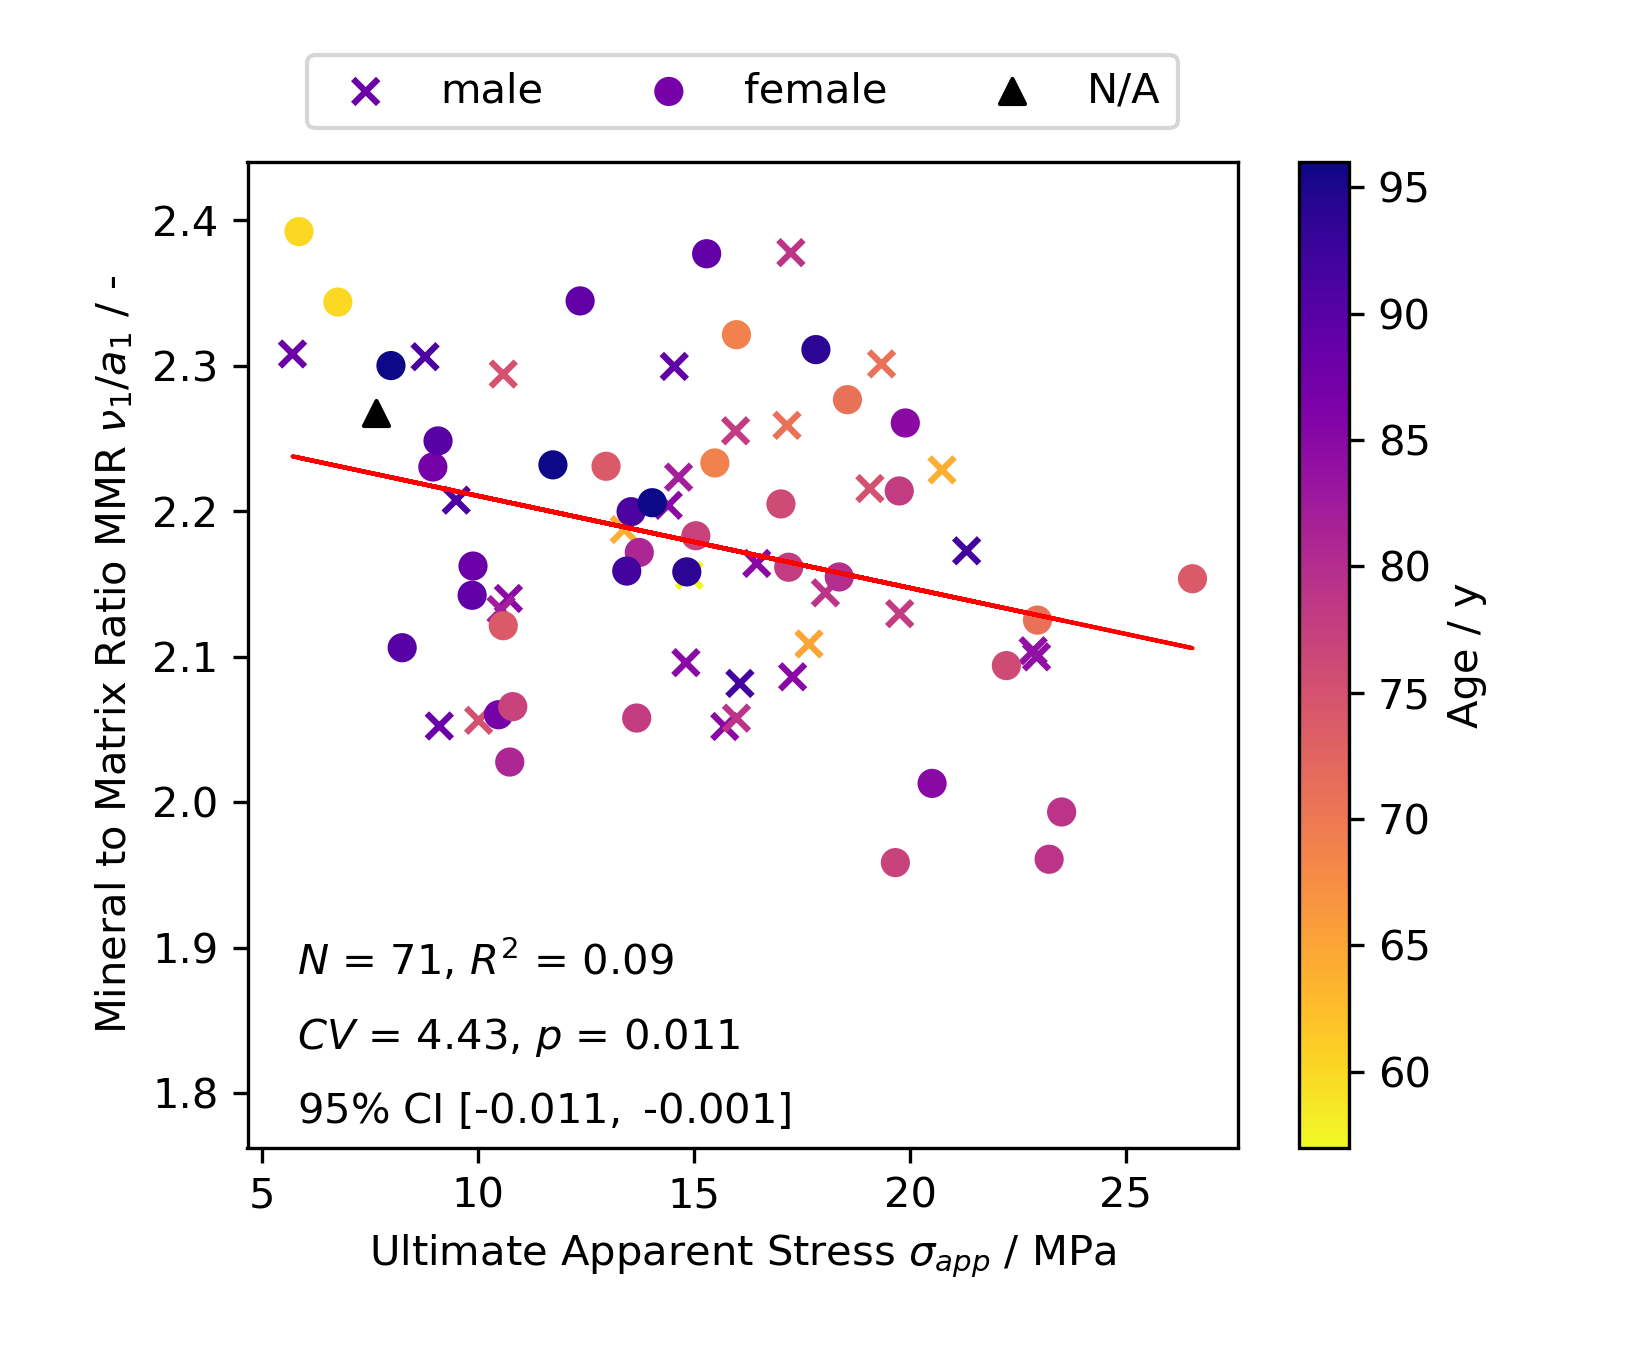 male female N/A
Mineral to Matrix Ratio MMR ν₁/a₁ / -
2.4
2.3
2.2
2.1
2.0
1.9
1.8
N = 71, R² = 0.09
CV = 4.43, p = 0.011
95% CI [-0.011, -0.001]
5 10 15 20 25
Ultimate Apparent Stress σ_app / MPa
95
90
85
80
75
70
65
60
Age / y